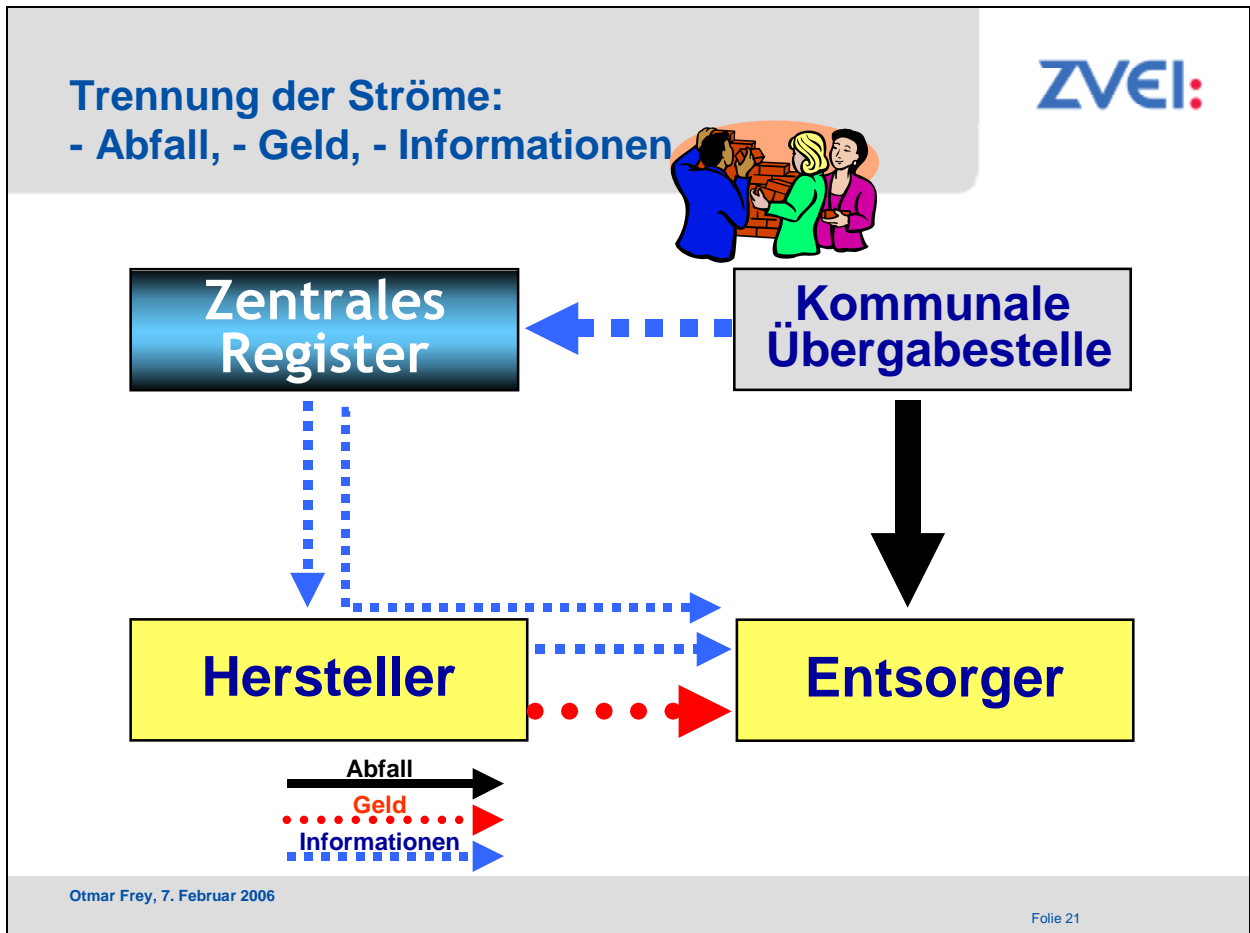 Trennung der Ströme:
- Abfall, - Geld, - Informationen
ZVEI:
Zentrales
Register
Kommunale
Übergabestelle
Hersteller
Entsorger
Abfall
Geld
Informationen
Otmar Frey, 7. Februar 2006
Folie 21